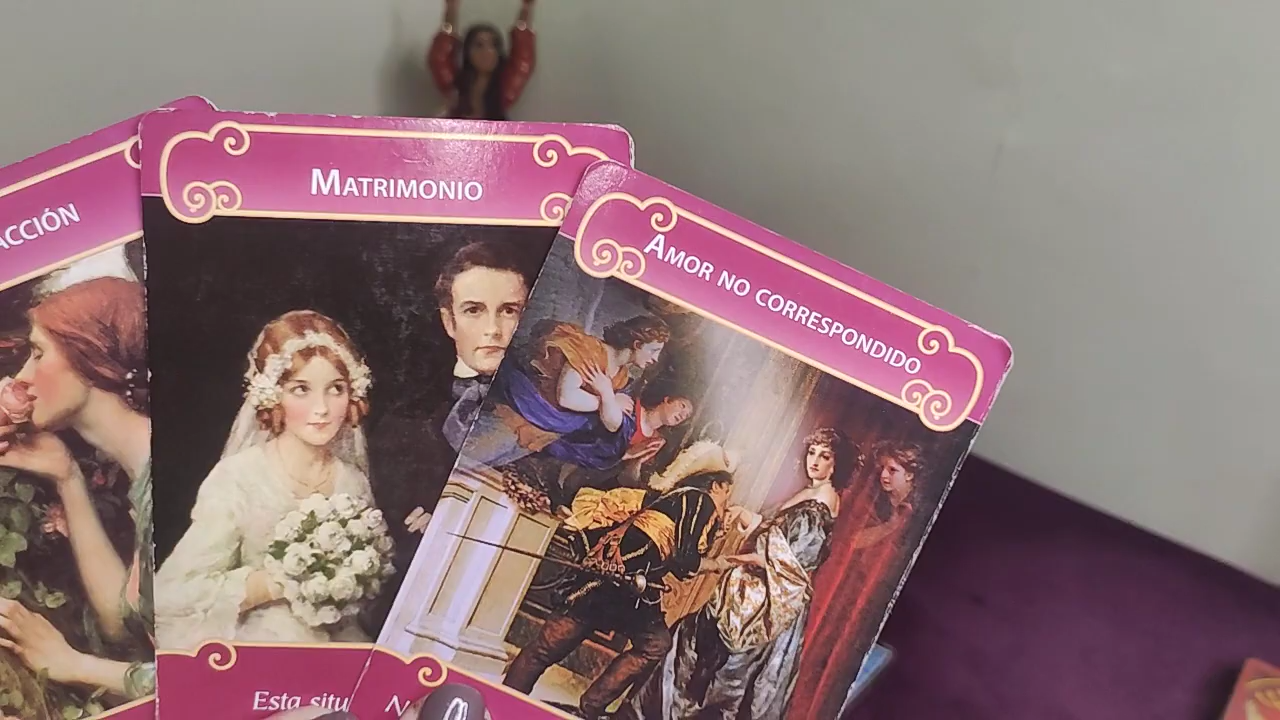 ACCIÓN
MATRIMONIO
AMOR NO CORRESPONDIDO
Esta situ
N